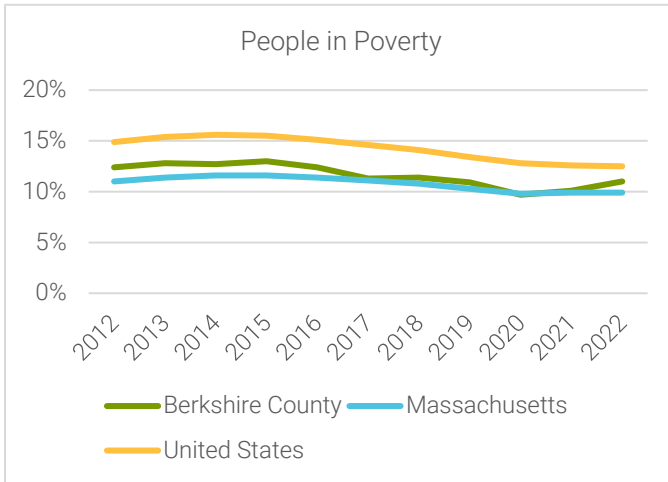 People in Poverty
20%
15%
10%
5%
0%
2012 2013 2014 2015 2016 2017 2018 2019 2020 2021 2022
Berkshire County Massachusetts
United States